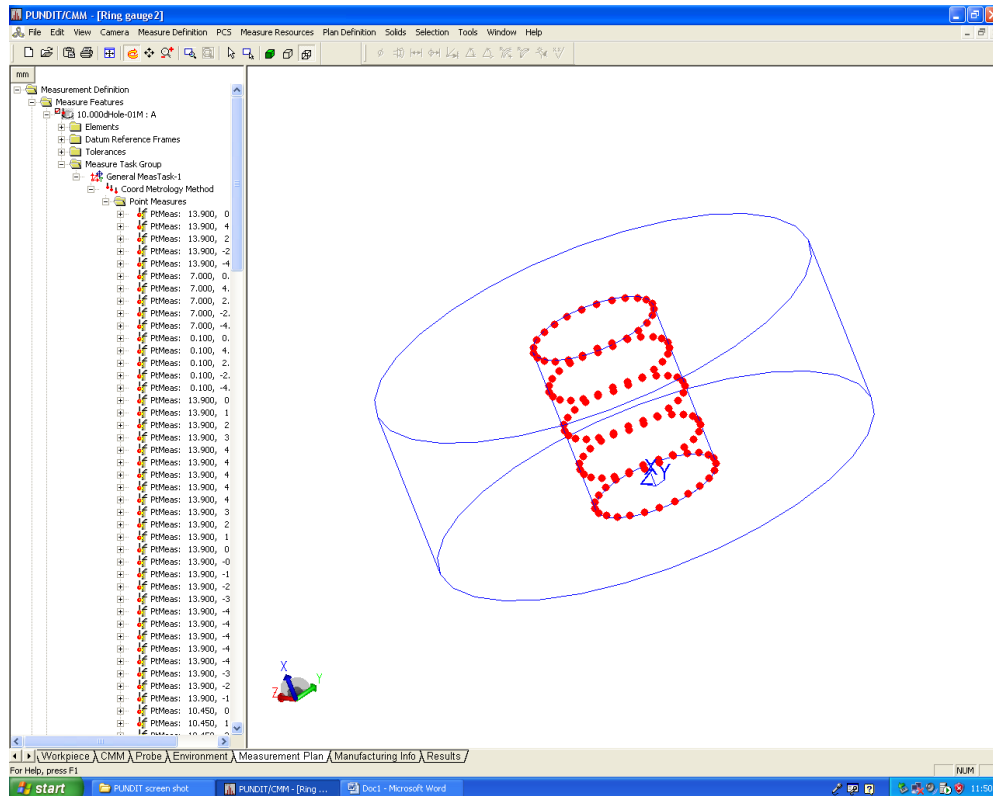 PUNDIT/CMM - [Ring gauge2]
File Edit View Camera Measure Definition PCS Measure Resources Plan Definition Solids Selection Tools Window Help
mm
Measurement Definition
Measure Features
10.000dHole-01M : A
Elements
Datum Reference Frames
Tolerances
Measure Task Group
General MeasTask-1
Coord Metrology Method
Point Measures
PtMeas: 13.900, 0
PtMeas: 13.900, 4
PtMeas: 13.900, 2
PtMeas: 13.900, -2
PtMeas: 13.900, -4
PtMeas: 7.000, 0.
PtMeas: 7.000, 4.
PtMeas: 7.000, 2.
PtMeas: 7.000, -2.
PtMeas: 7.000, -4.
PtMeas: 0.100, 0.
PtMeas: 0.100, 4.
PtMeas: 0.100, 2.
PtMeas: 0.100, -2.
PtMeas: 0.100, -4.
PtMeas: 13.900, 0
PtMeas: 13.900, 1
PtMeas: 13.900, 2
PtMeas: 13.900, 3
PtMeas: 13.900, 4
PtMeas: 13.900, 4
PtMeas: 13.900, 4
PtMeas: 13.900, 4
PtMeas: 13.900, 3
PtMeas: 13.900, 2
PtMeas: 13.900, 1
PtMeas: 13.900, 0
PtMeas: 13.900, -0
PtMeas: 13.900, -1
PtMeas: 13.900, -2
PtMeas: 13.900, -3
PtMeas: 13.900, -4
PtMeas: 13.900, -4
PtMeas: 13.900, -4
PtMeas: 13.900, -4
PtMeas: 13.900, -4
PtMeas: 13.900, -3
PtMeas: 13.900, -2
PtMeas: 13.900, -1
PtMeas: 10.450, 0
PtMeas: 10.450, 1
X Y
Z
X
Y
Z
Workpiece CMM Probe Environment Measurement Plan Manufacturing Info Results
For Help, press F1
NUM
start PUNDIT screen shot PUNDIT/CMM - [Ring ... Doc1 - Microsoft Word 11:50